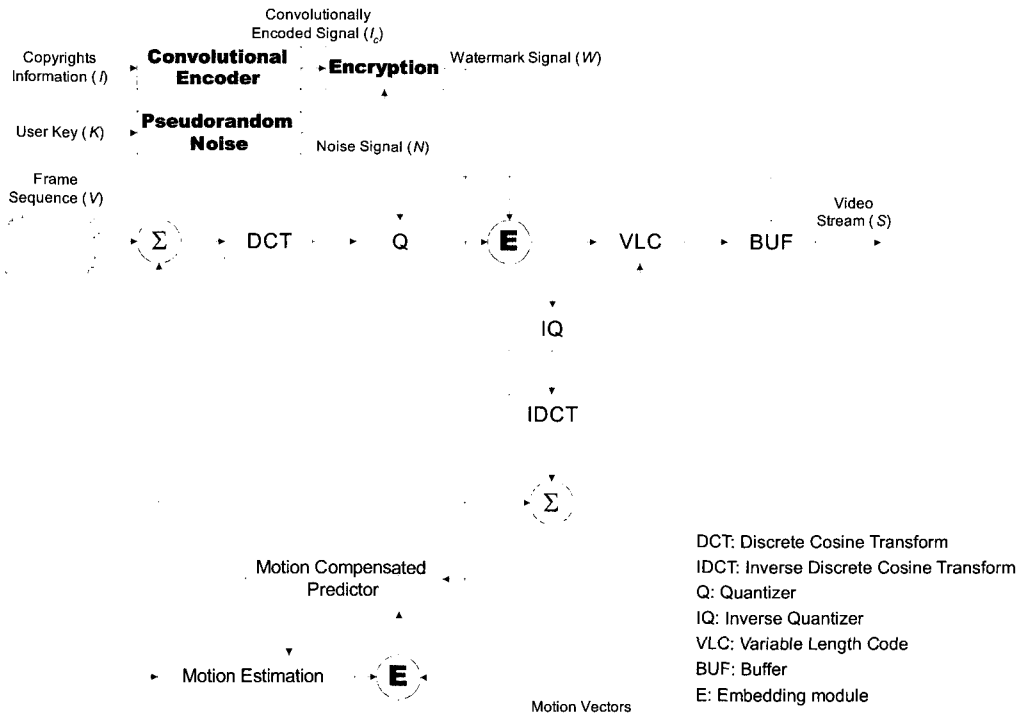 Convolutionally
Encoded Signal (Ic)
Copyrights
Information (I)
Convolutional
Encoder
Encryption
Watermark Signal (W)
User Key (K)
Pseudorandom
Noise
Noise Signal (N)
Frame
Sequence (V)
Σ
DCT
Q
E
VLC
BUF
Video
Stream (S)
IQ
IDCT
Σ
Motion Compensated
Predictor
Motion Estimation
E
Motion Vectors
DCT: Discrete Cosine Transform
IDCT: Inverse Discrete Cosine Transform
Q: Quantizer
IQ: Inverse Quantizer
VLC: Variable Length Code
BUF: Buffer
E: Embedding module